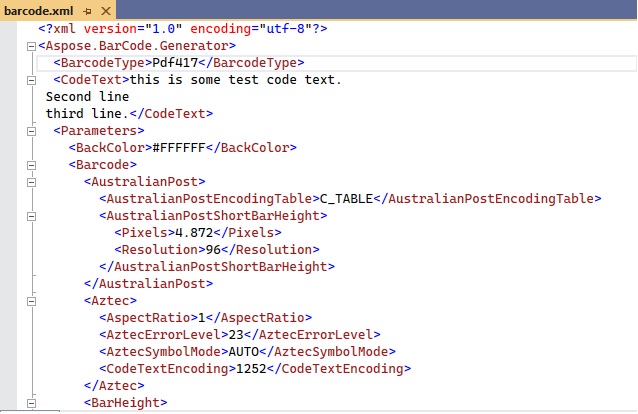 barcode.xml
<?xml version="1.0" encoding="utf-8"?>
<Aspose.BarCode.Generator>
<BarcodeType>Pdf417</BarcodeType>
<CodeText>this is some test code text.
Second line
third line.</CodeText>
<Parameters>
<BackColor>#FFFFFF</BackColor>
<Barcode>
<AustralianPost>
<AustralianPostEncodingTable>C_TABLE</AustralianPostEncodingTable>
<AustralianPostShortBarHeight>
<Pixels>4.872</Pixels>
<Resolution>96</Resolution>
</AustralianPostShortBarHeight>
</AustralianPost>
<Aztec>
<AspectRatio>1</AspectRatio>
<AztecErrorLevel>23</AztecErrorLevel>
<AztecSymbolMode>AUTO</AztecSymbolMode>
<CodeTextEncoding>1252</CodeTextEncoding>
</Aztec>
<BarHeight>